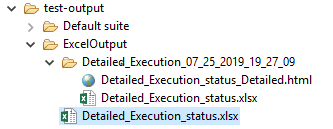 test-output
Default suite
ExcelOutput
Detailed_Execution_07_25_2019_19_27_09
Detailed_Execution_status_Detailed.html
Detailed_Execution_status.xlsx
Detailed_Execution_status.xlsx